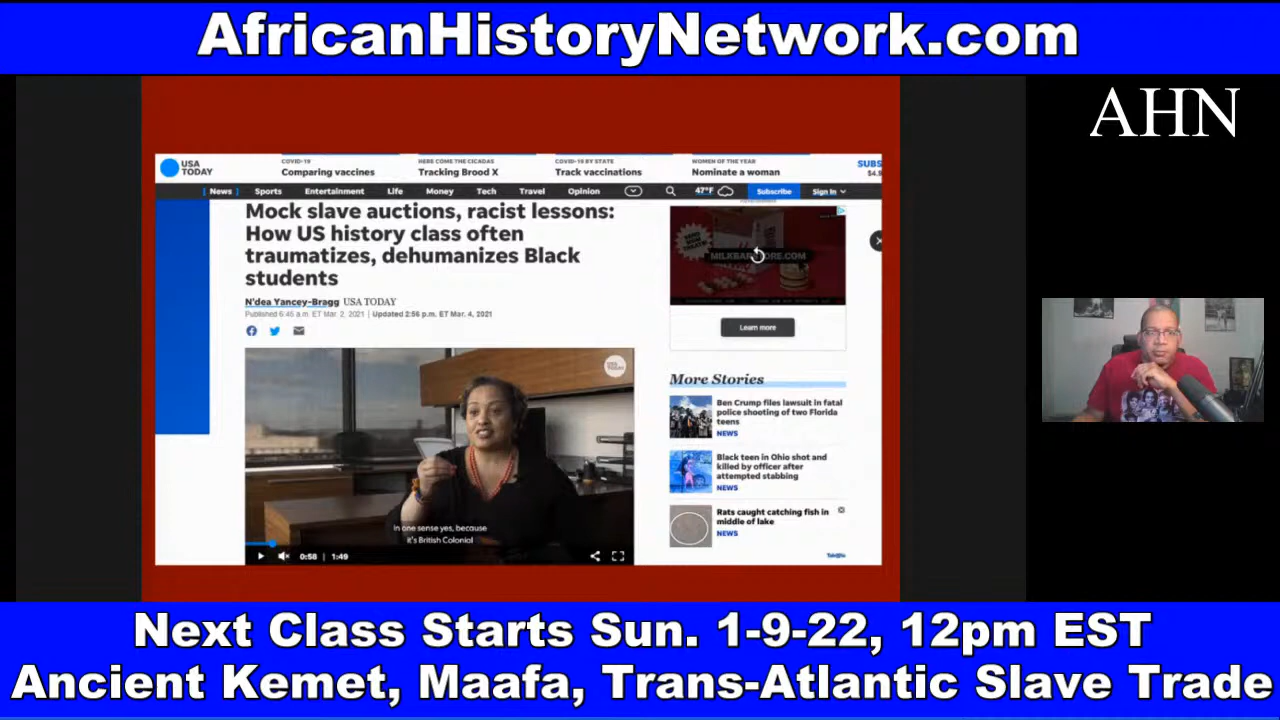 AfricanHistoryNetwork.com
AHN
USA
TODAY
COVID-19
Comparing vaccines
HERE COME THE CICADAS
Tracking Brood X
COVID-19 BY STATE
Track vaccinations
WOMEN OF THE YEAR
Nominate a woman
SUBS
$4.9
[ News ] Sports Entertainment Life Money Tech Travel Opinion 47°F Subscribe Sign In
Mock slave auctions, racist lessons:
How US history class often
traumatizes, dehumanizes Black
students
N'dea Yancey-Bragg USA TODAY
Published 6:45 a.m. ET Mar. 2, 2021 | Updated 2:56 p.m. ET Mar. 4, 2021
USA
TODAY
In one sense yes, because
it's British Colonial
0:58 | 1:49
Learn more
More Stories
Ben Crump files lawsuit in fatal
police shooting of two Florida
teens
NEWS
Black teen in Ohio shot and
killed by officer after
attempted stabbing
NEWS
Rats caught catching fish in
middle of lake
NEWS
Next Class Starts Sun. 1-9-22, 12pm EST
Ancient Kemet, Maafa, Trans-Atlantic Slave Trade